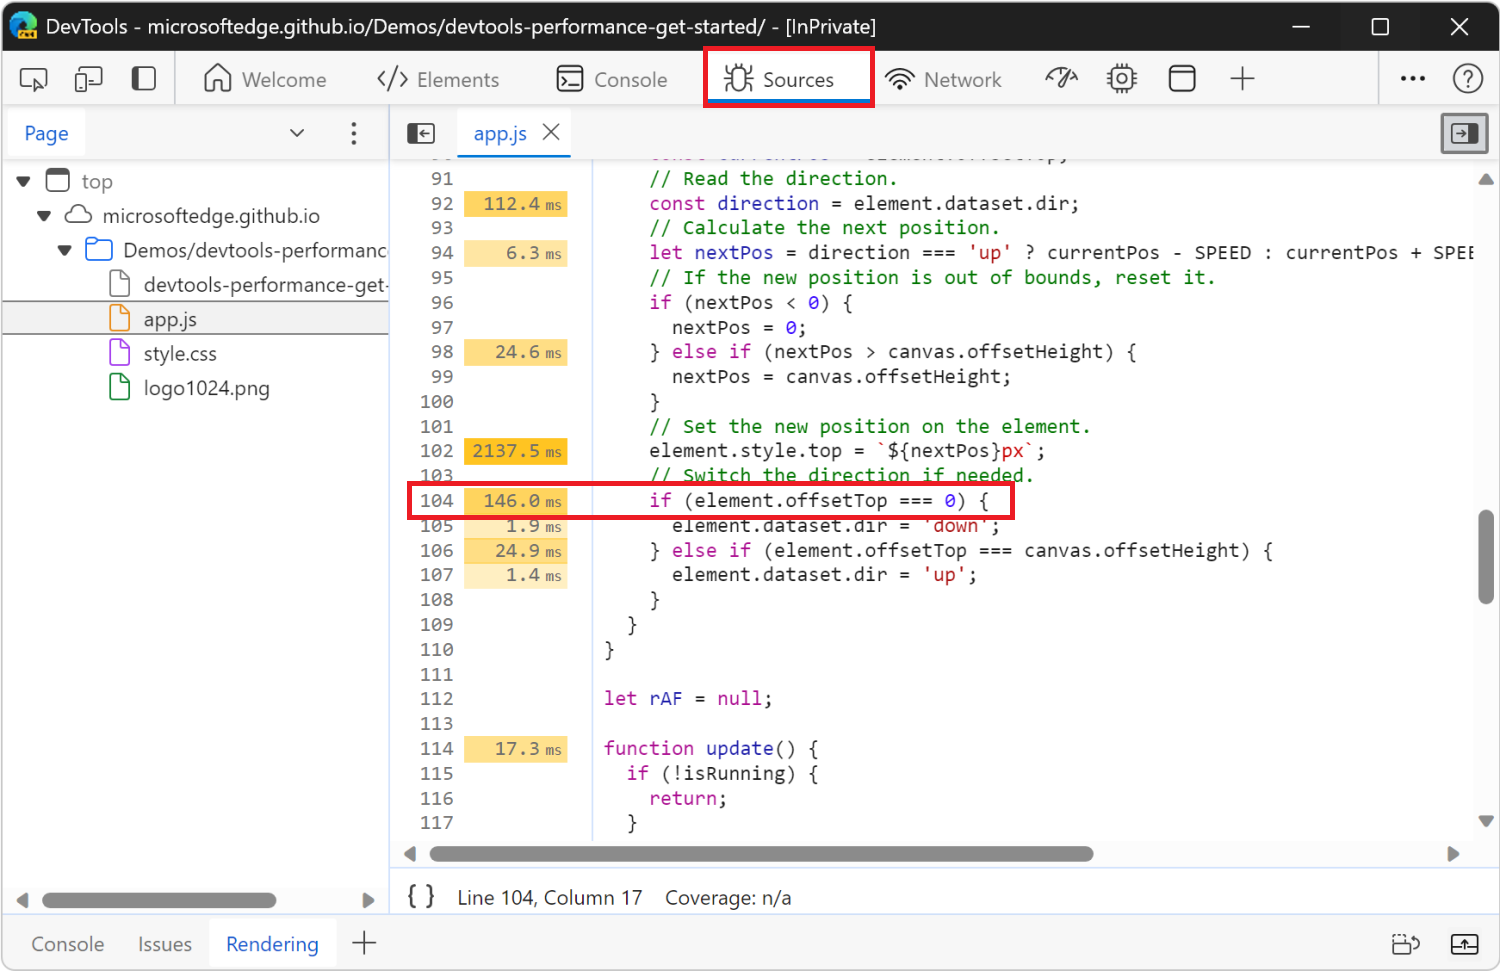 DevTools - microsoftedge.github.io/Demos/devtools-performance-get-started/ - [InPrivate]
Welcome
Elements
Console
Sources
Network
Page
app.js
top
microsoftedge.github.io
Demos/devtools-performanc
devtools-performance-get-
app.js
style.css
logo1024.png
91 // Read the direction.
92 112.4 ms const direction = element.dataset.dir;
93 // Calculate the next position.
94 6.3 ms let nextPos = direction === 'up' ? currentPos - SPEED : currentPos + SPEE
95 // If the new position is out of bounds, reset it.
96 if (nextPos < 0) {
97 nextPos = 0;
98 24.6 ms } else if (nextPos > canvas.offsetHeight) {
99 nextPos = canvas.offsetHeight;
100 }
101 // Set the new position on the element.
102 2137.5 ms element.style.top = `${nextPos}px`;
103 // Switch the direction if needed.
104 146.0 ms if (element.offsetTop === 0) {
105 1.9 ms element.dataset.dir = 'down';
106 24.9 ms } else if (element.offsetTop === canvas.offsetHeight) {
107 1.4 ms element.dataset.dir = 'up';
108 }
109 }
110 }
111
112 let rAF = null;
113
114 17.3 ms function update() {
115 if (!isRunning) {
116 return;
117 }
{ } Line 104, Column 17 Coverage: n/a
Console
Issues
Rendering